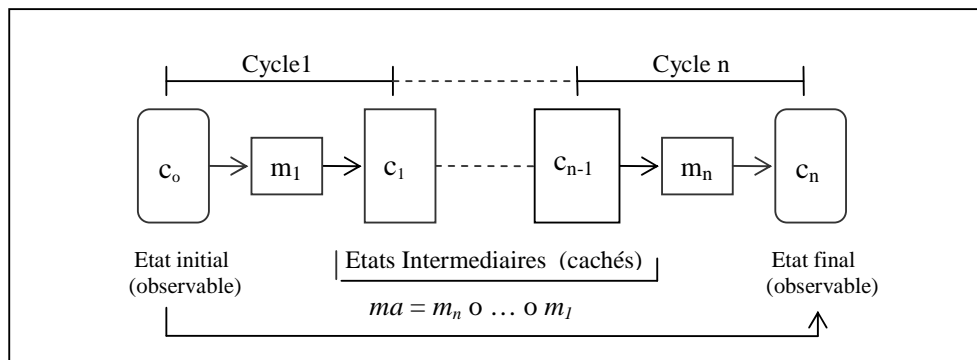 Cycle1 Cycle n
c₀ m₁ c₁ cₙ₋₁ mₙ cₙ
Etat initial Etats Intermediaires (cachés) Etat final
(observable) (observable)
ma = mₙ o … o m₁